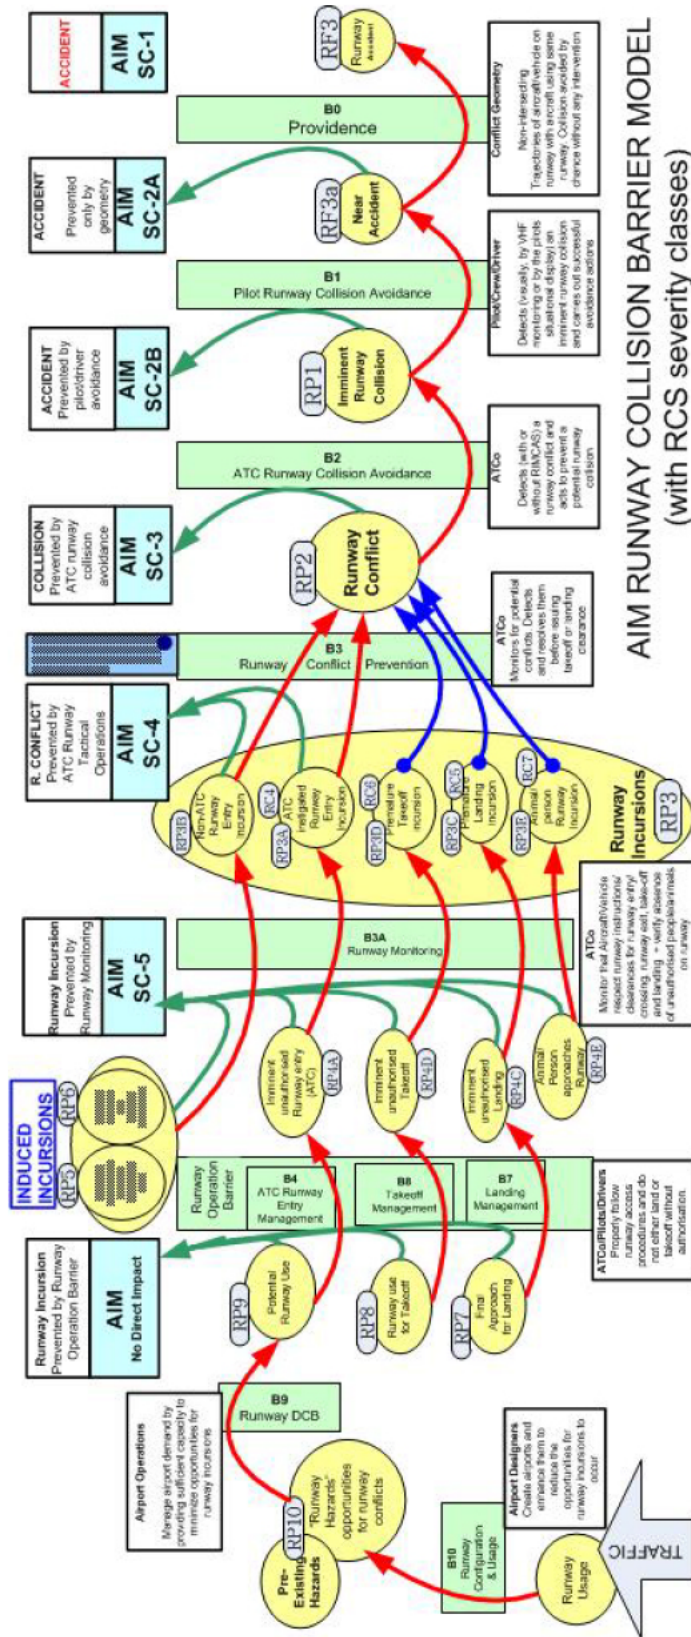 Runway Incursion
Prevented by Runway
Operation Barrier
AIM
No Direct Impact
INDUCED
INCURSIONS
RP5
RP6
Runway Incursion
Prevented by
Runway Monitoring
AIM
SC-5
R. CONFLICT
Prevented by
ATC Runway
Tactical
Operations
AIM
SC-4
COLLISION
Prevented by
ATC runway
collision
avoidance
AIM
SC-3
ACCIDENT
Prevented by
pilot/driver
avoidance
AIM
SC-2B
ACCIDENT
Prevented
only by
geometry
AIM
SC-2A
ACCIDENT
AIM
SC-1
Airport Operations
Manage airport demand by
providing sufficient capacity to
minimize opportunities for
runway incursions
B9
Runway DCB
RP10
Pre-
Existing
Hazards
"Runway
Hazards"
opportunities
for runway
conflicts
B10
Runway
Configuration
& Usage
Airport Designers
Create airports and
enhance them to
reduce the
opportunities for
runway incursions to
occur
Runway
Usage
TRAFFIC
RP9
Potential
Runway Use
RP8
Runway use
for Takeoff
RP7
Final
Approach
for Landing
Runway
Operation
Barrier
B4
ATC Runway
Entry
Management
B8
Takeoff
Management
B7
Landing
Management
ATCo/Pilots/Drivers
Properly follow
runway access
procedures and do
not either land or
takeoff without
authorisation.
Imminent
unauthorised
Runway entry
(ATC)
RP4A
Imminent
unauthorised
Takeoff
RP4D
Imminent
unauthorised
Landing
RP4C
Animal/
Person
approaches
Runway
RP4E
B3A
Runway Monitoring
ATCo
Monitor that Aircraft/Vehicle
respect runway instructions/
clearances for runway entry/
crossing, runway exit, take-off
and landing + verify absence
of unauthorised people/animals
on runway
RP3B
Non-ATC
Runway
Entry
Incursion
RC4
RP3A
ATC
Instigated
Runway Entry
Incursion
RC6
RP3D
Premature
Takeoff
Incursion
RC5
RP3C
Premature
Landing
Incursion
RC7
RP3E
Animal/
person
Runway
Incursion
Runway
Incursions
RP3
B3
Runway Conflict Prevention
ATCo
Monitors for potential
conflicts. Detects
and resolves them
before issuing
takeoff or landing
clearance
RP2
Runway
Conflict
B2
ATC Runway Collision Avoidance
ATCo
Detects (with or
without RIMCAS) a
runway conflict and
acts to prevent a
potential runway
collision
RP1
Imminent
Runway
Collision
B1
Pilot Runway Collision Avoidance
Pilot/Crew/Driver
Detects (visually, by VHF
monitoring or by the pilots
situational display) an
imminent runway collision
and carries out successful
avoidance actions
RF3a
Near
Accident
B0
Providence
Conflict Geometry
Non-intersecting
Trajectories of aircraft/vehicle on
runway with aircraft using same
runway. Collision avoided by
chance without any intervention
RF3
Runway
Accident
AIM RUNWAY COLLISION BARRIER MODEL
(with RCS severity classes)